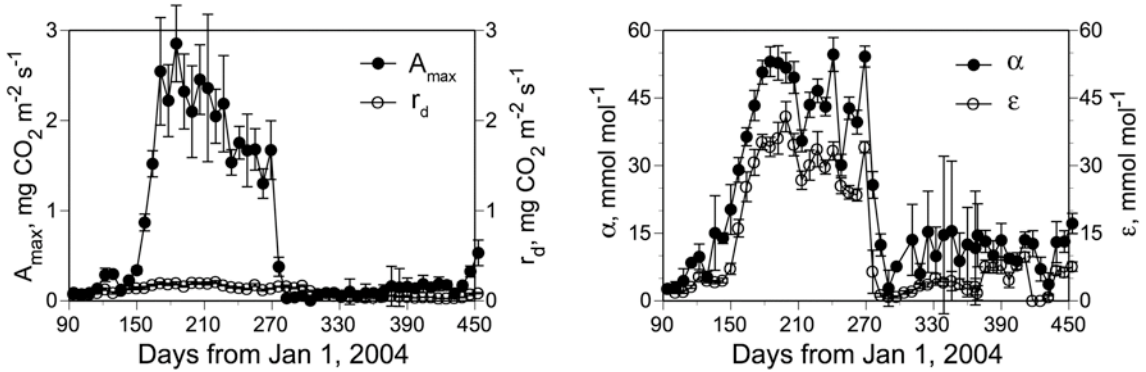 3
2
1
0
A_max, mg CO_2 m^-2 s^-1
A_max
r_d
3
2
1
0
r_d, mg CO_2 m^-2 s^-1
90 150 210 270 330 390 450
Days from Jan 1, 2004
60
45
30
15
0
α, mmol mol^-1
α
ε
60
45
30
15
0
ε, mmol mol^-1
90 150 210 270 330 390 450
Days from Jan 1, 2004